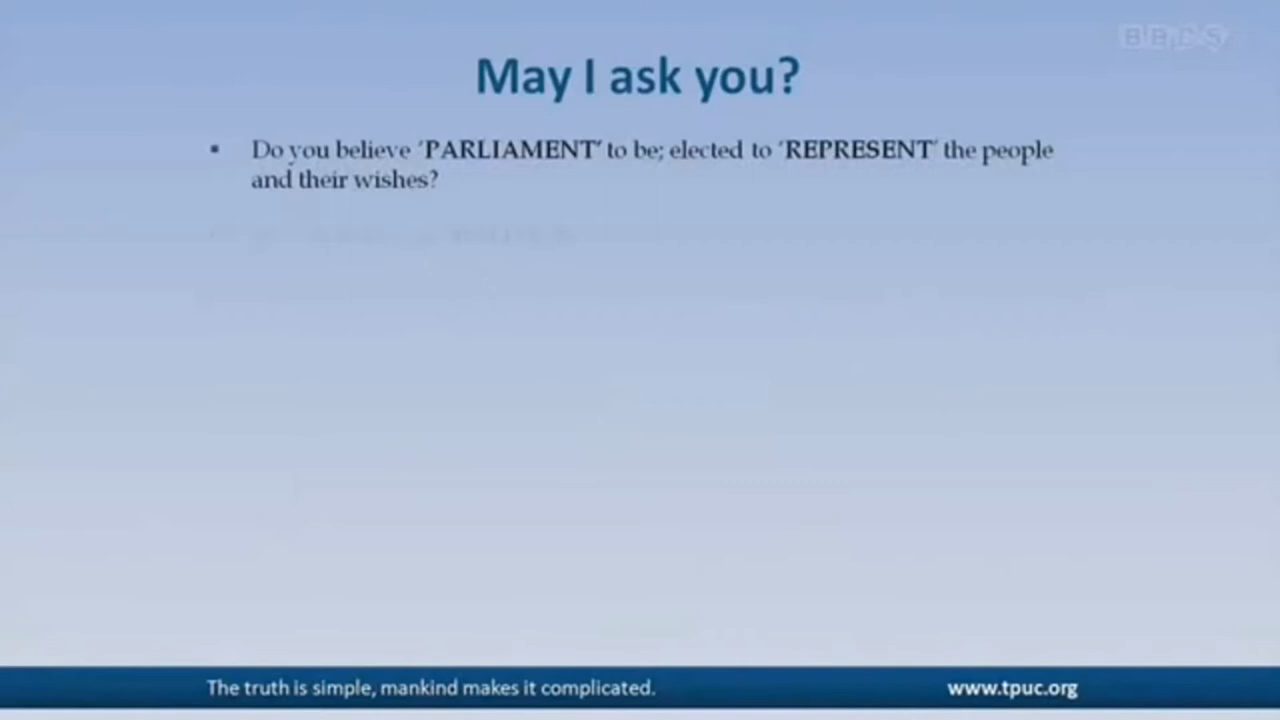 BBC5
May I ask you?
▪ Do you believe ‘PARLIAMENT’ to be; elected to ‘REPRESENT’ the people
and their wishes?
The truth is simple, mankind makes it complicated.
www.tpuc.org